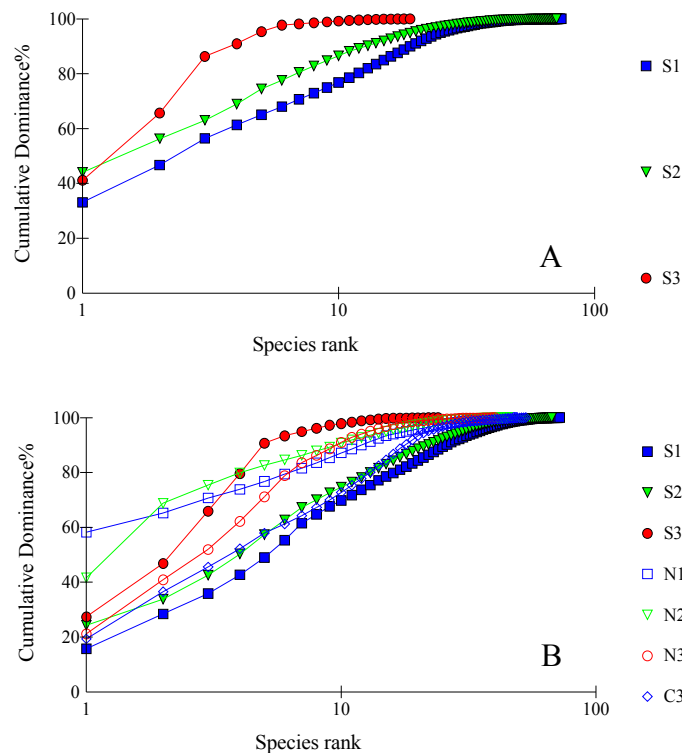 100
80
60
40
20
0
Cumulative Dominance%
1
10
100
Species rank
A
S1
S2
S3
100
80
60
40
20
0
Cumulative Dominance%
1
10
100
Species rank
B
S1
S2
S3
N1
N2
N3
C3